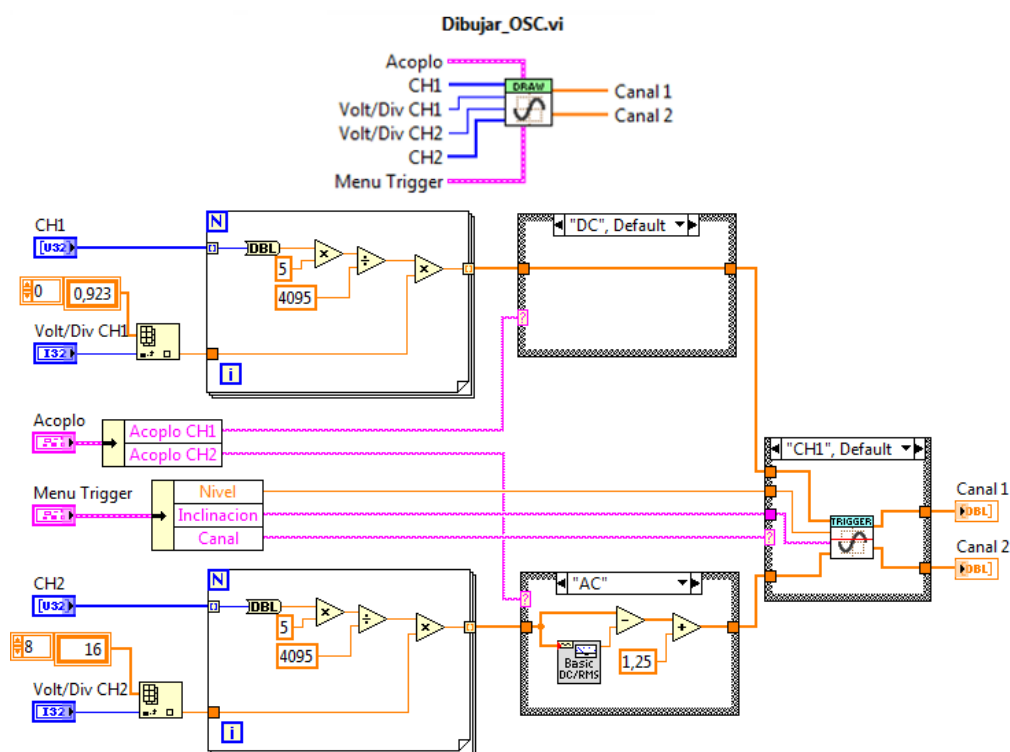 Dibujar_OSC.vi
Acoplo
CH1
Volt/Div CH1
Volt/Div CH2
CH2
Menu Trigger
DRAW
Canal 1
Canal 2
CH1
[U32]
0 0,923
Volt/Div CH1
I32
N
DBL
5
4095
i
"DC", Default
?
Acoplo
Acoplo CH1
Acoplo CH2
Menu Trigger
Nivel
Inclinacion
Canal
"CH1", Default
?
TRIGGER
Canal 1
DBL]
Canal 2
DBL]
CH2
[U32]
8 16
Volt/Div CH2
I32
N
DBL
5
4095
i
"AC"
?
Basic
DC/RMS
1,25